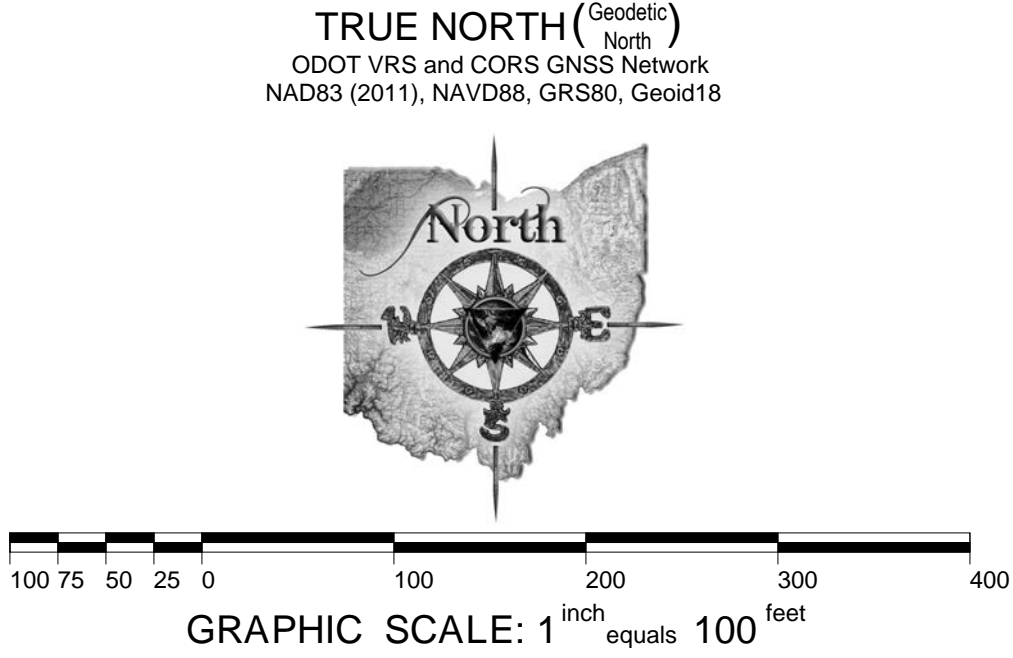 TRUE NORTH (Geodetic North)
ODOT VRS and CORS GNSS Network
NAD83 (2011), NAVD88, GRS80, Geoid18
North
W E
S
100 75 50 25 0 100 200 300 400
GRAPHIC SCALE: 1 inch equals 100 feet